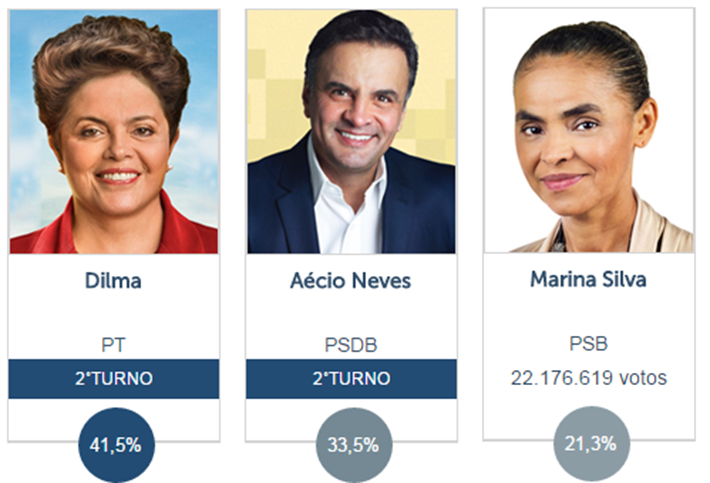 Dilma
PT
2°TURNO
41,5%
Aécio Neves
PSDB
2°TURNO
33,5%
Marina Silva
PSB
22.176.619 votos
21,3%